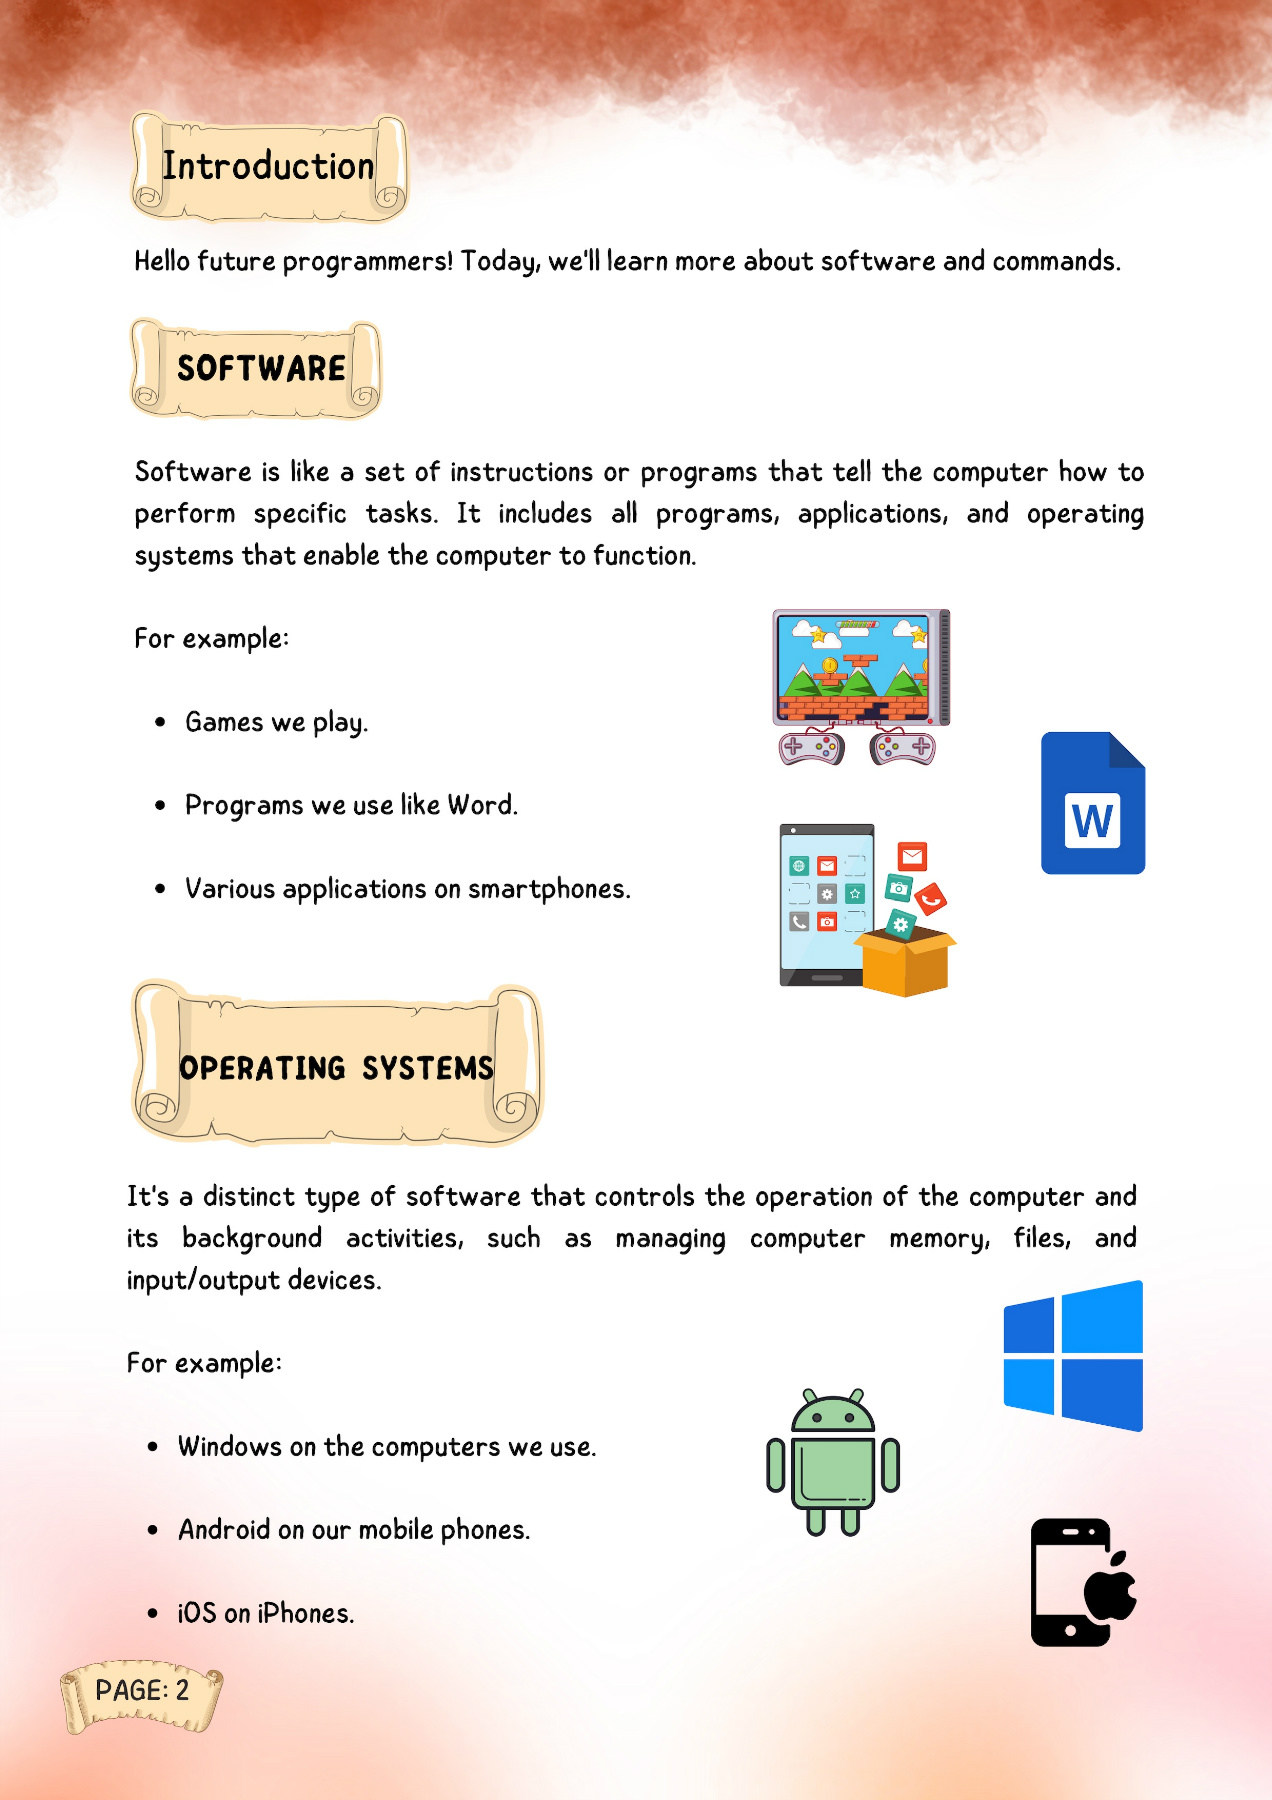 Introduction
Hello future programmers! Today, we'll learn more about software and commands.
SOFTWARE
Software is like a set of instructions or programs that tell the computer how to
perform specific tasks. It includes all programs, applications, and operating
systems that enable the computer to function.
For example:
• Games we play.
• Programs we use like Word.
W
• Various applications on smartphones.
OPERATING SYSTEMS
It's a distinct type of software that controls the operation of the computer and
its background activities, such as managing computer memory, files, and
input/output devices.
For example:
• Windows on the computers we use.
• Android on our mobile phones.
• iOS on iPhones.
PAGE: 2